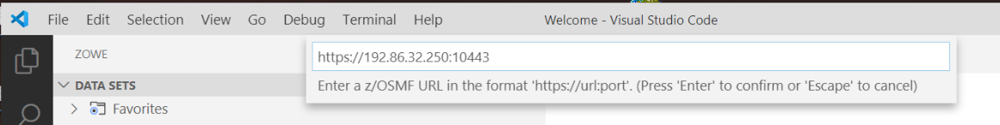 File Edit Selection View Go Debug Terminal Help Welcome - Visual Studio Code
ZOWE
https://192.86.32.250:10443
DATA SETS
Enter a z/OSMF URL in the format 'https://url:port'. (Press 'Enter' to confirm or 'Escape' to cancel)
Favorites